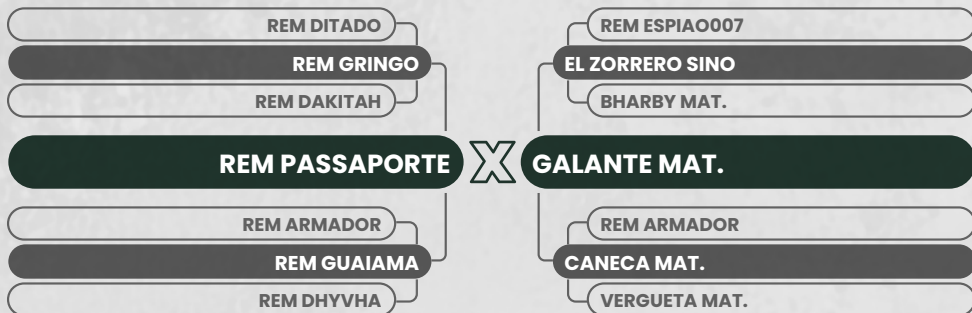 REM DITADO
REM GRINGO
REM DAKITAH
REM PASSAPORTE
REM ARMADOR
REM GUAIAMA
REM DHYVHA
X
REM ESPIAO007
EL ZORRERO SINO
BHARBY MAT.
GALANTE MAT.
REM ARMADOR
CANECA MAT.
VERGUETA MAT.